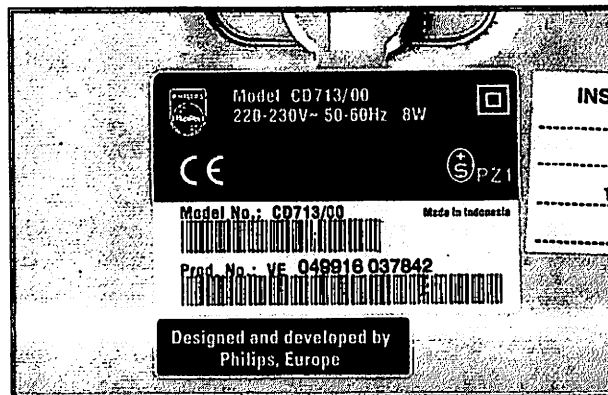 PHILIPS
Model CD713/00
220-230V~ 50-60Hz 8W
CE
S PZ1
Model No.: CD713/00
Made in Indonesia
Prod. No.: VE 049916 037842
Designed and developed by
Philips, Europe
INS